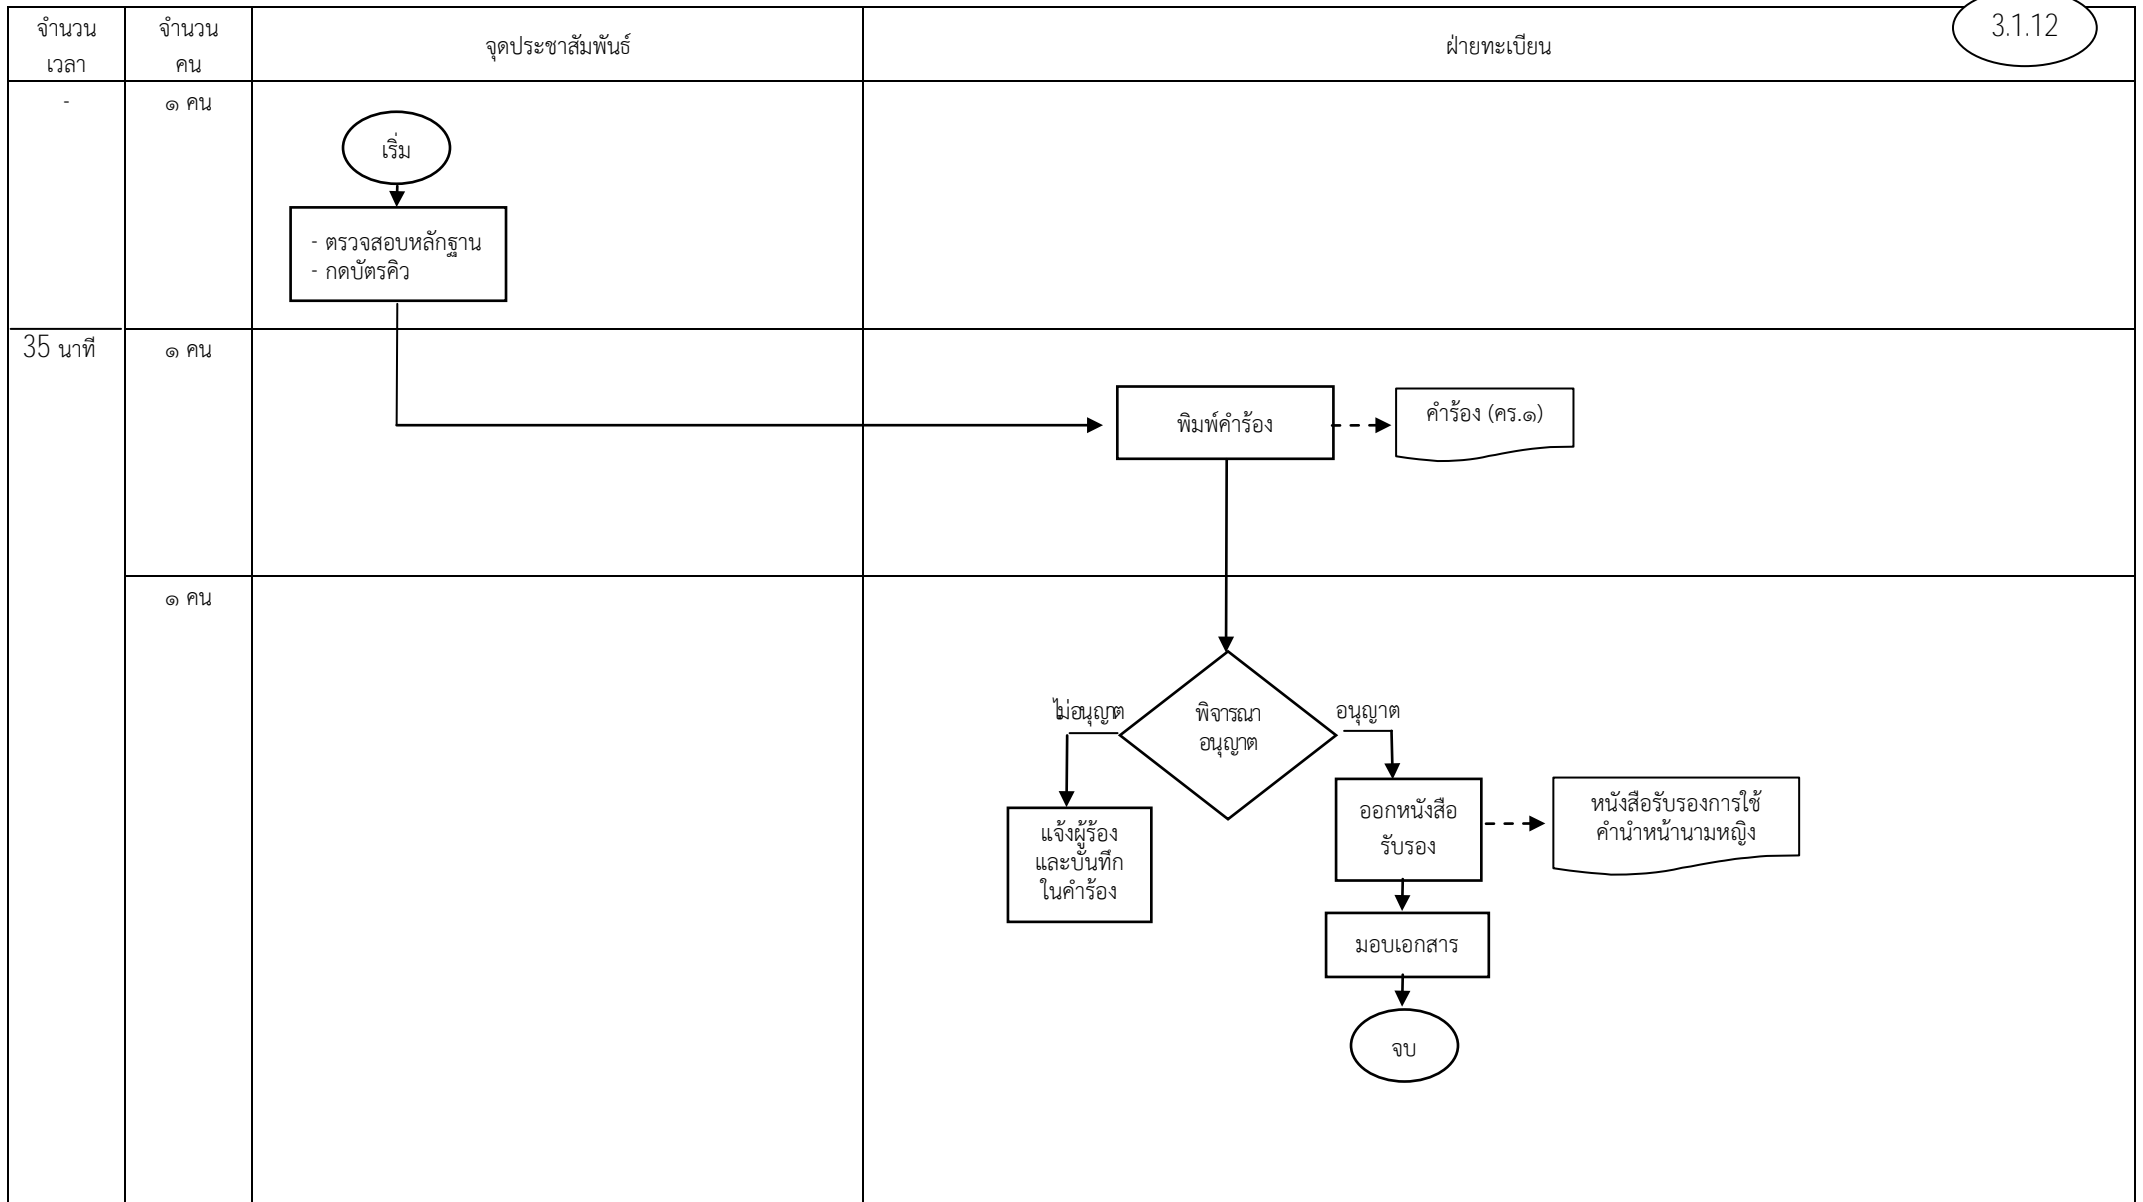 3.1.12
จำนวน
เวลา
จำนวน
คน
จุดประชาสัมพันธ์
ฝ่ายทะเบียน
-
๑ คน
เริ่ม
- ตรวจสอบหลักฐาน
- กดบัตรคิว
35 นาที
๑ คน
พิมพ์คำร้อง
คำร้อง (คร.๑)
๑ คน
ไม่อนุญาต
พิจารณา
อนุญาต
อนุญาต
แจ้งผู้ร้อง
และบันทึก
ในคำร้อง
ออกหนังสือ
รับรอง
หนังสือรับรองการใช้
คำนำหน้านามหญิง
มอบเอกสาร
จบ